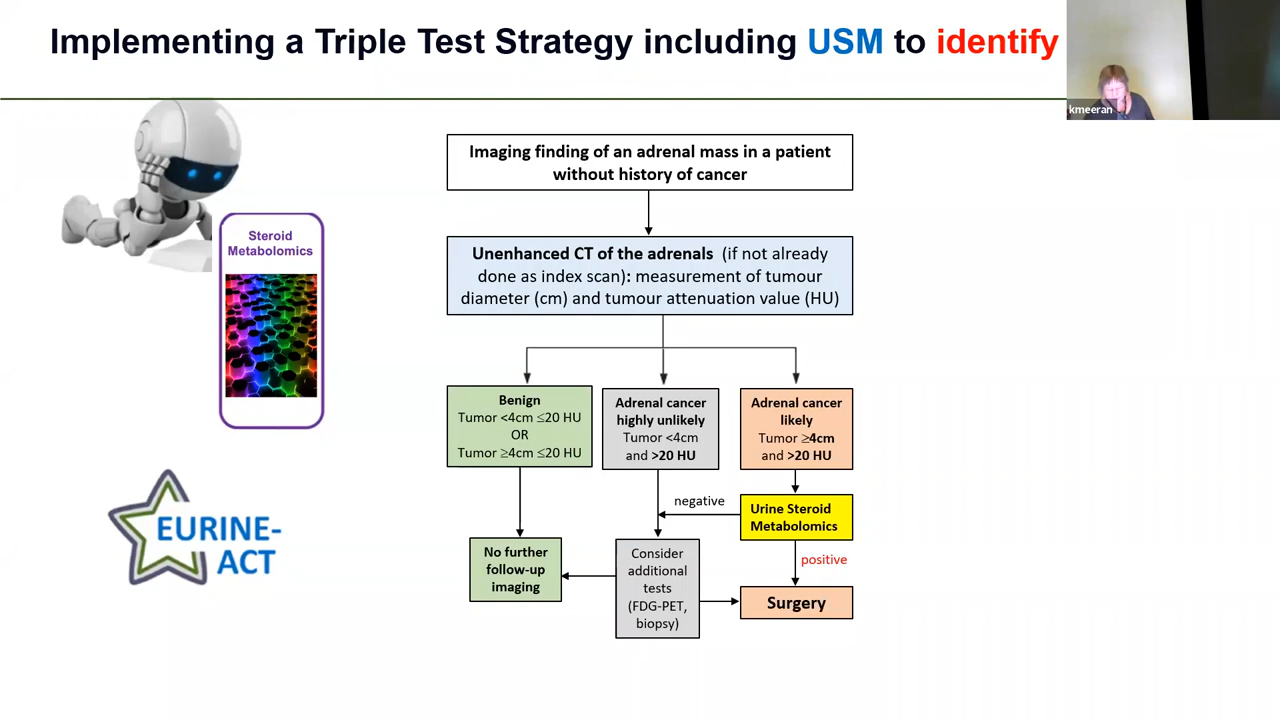 Implementing a Triple Test Strategy including USM to identify
kmeeran
Imaging finding of an adrenal mass in a patient
without history of cancer
Steroid
Metabolomics
Unenhanced CT of the adrenals (if not already
done as index scan): measurement of tumour
diameter (cm) and tumour attenuation value (HU)
Benign
Tumor <4cm ≤20 HU
OR
Tumor ≥4cm ≤20 HU
Adrenal cancer
highly unlikely
Tumor <4cm
and >20 HU
Adrenal cancer
likely
Tumor ≥4cm
and >20 HU
negative
Urine Steroid
Metabolomics
positive
EURINE-
ACT
No further
follow-up
imaging
Consider
additional
tests
(FDG-PET,
biopsy)
Surgery